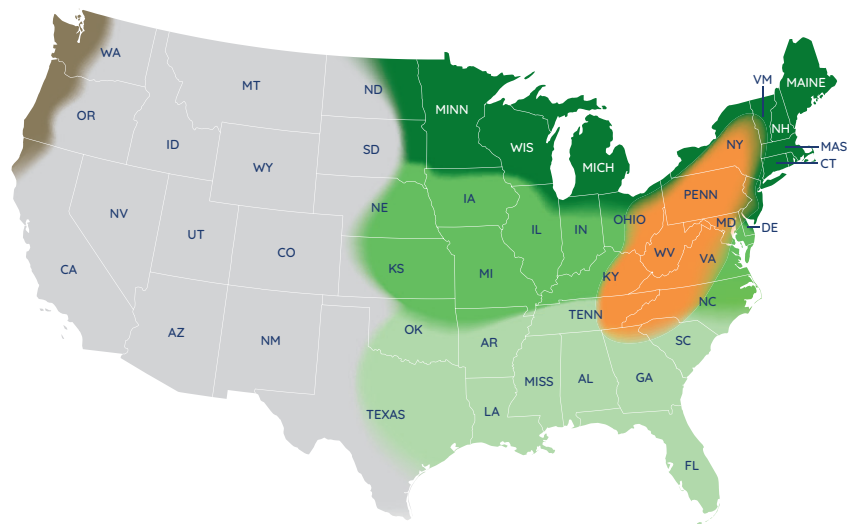 WA
MT
ND
MINN
VM
MAINE
OR
ID
SD
WIS
MICH
NY
NH
MAS
CT
WY
NE
IA
PENN
NV
UT
CO
IL
IN
OHIO
MD
DE
CA
KS
MI
KY
WV
VA
AZ
NM
OK
AR
TENN
NC
SC
TEXAS
LA
MISS
AL
GA
FL